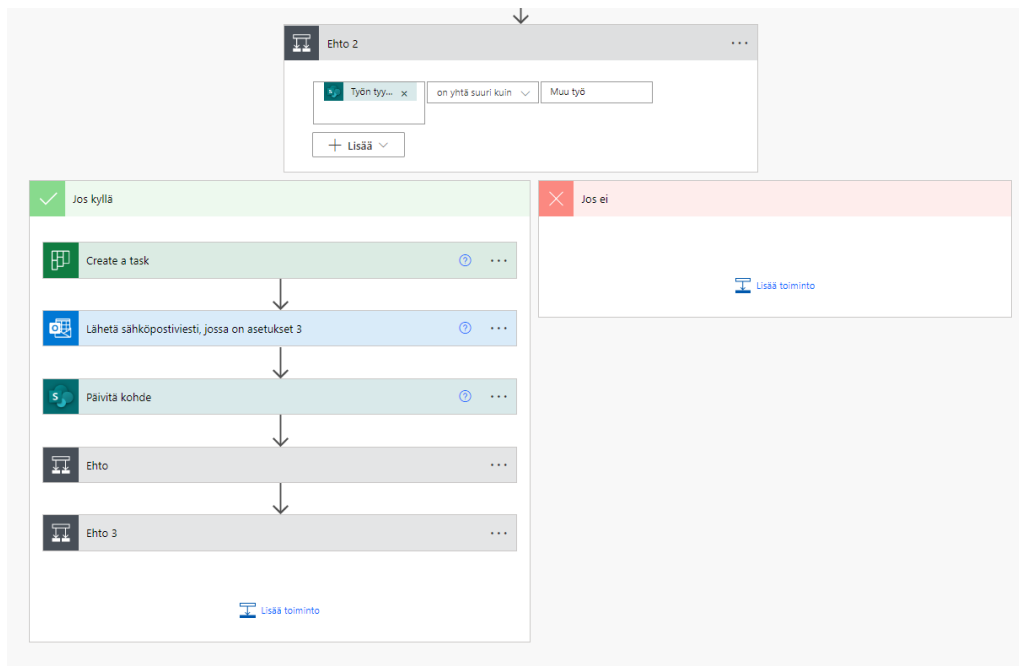 Ehto 2
Työn tyy... x on yhtä suuri kuin Muu työ
+ Lisää
Jos kyllä
Jos ei
Create a task
Lisää toiminto
Lähetä sähköpostiviesti, jossa on asetukset 3
Päivitä kohde
Ehto
Ehto 3
Lisää toiminto